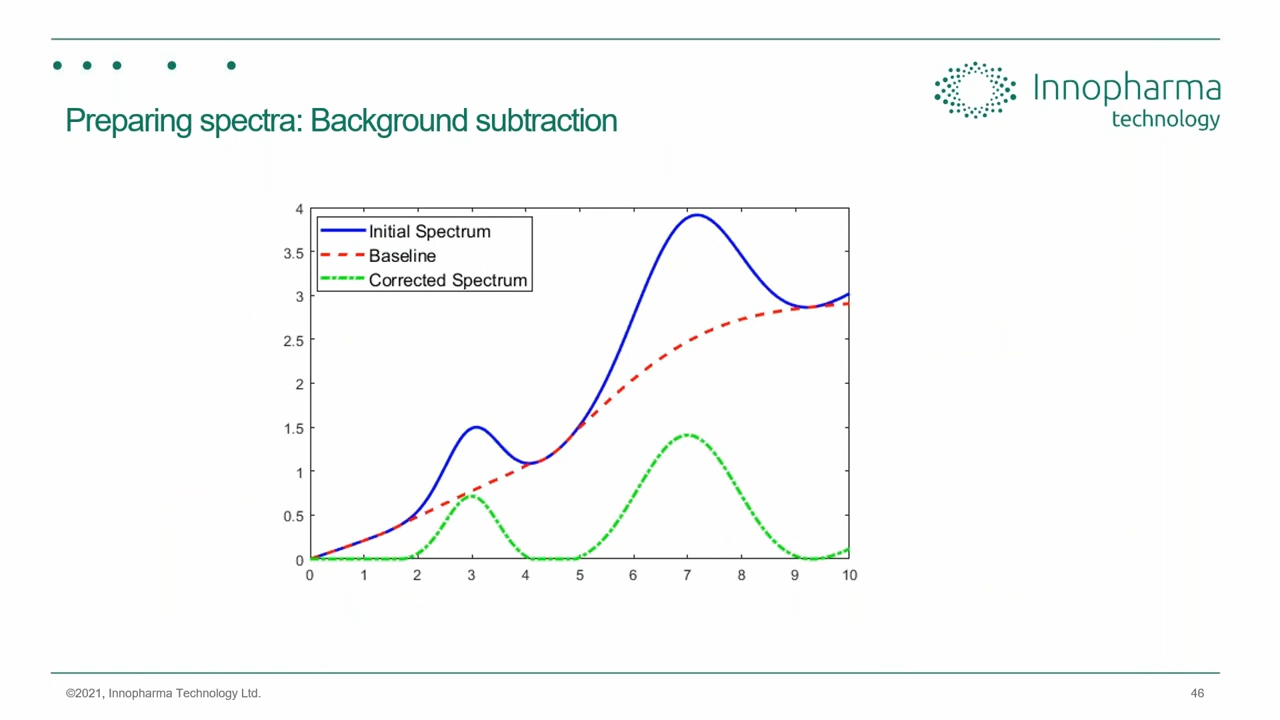 Innopharma
technology
Preparing spectra: Background subtraction
Initial Spectrum
Baseline
Corrected Spectrum
4
3.5
3
2.5
2
1.5
1
0.5
0
0 1 2 3 4 5 6 7 8 9 10
©2021, Innopharma Technology Ltd.
46